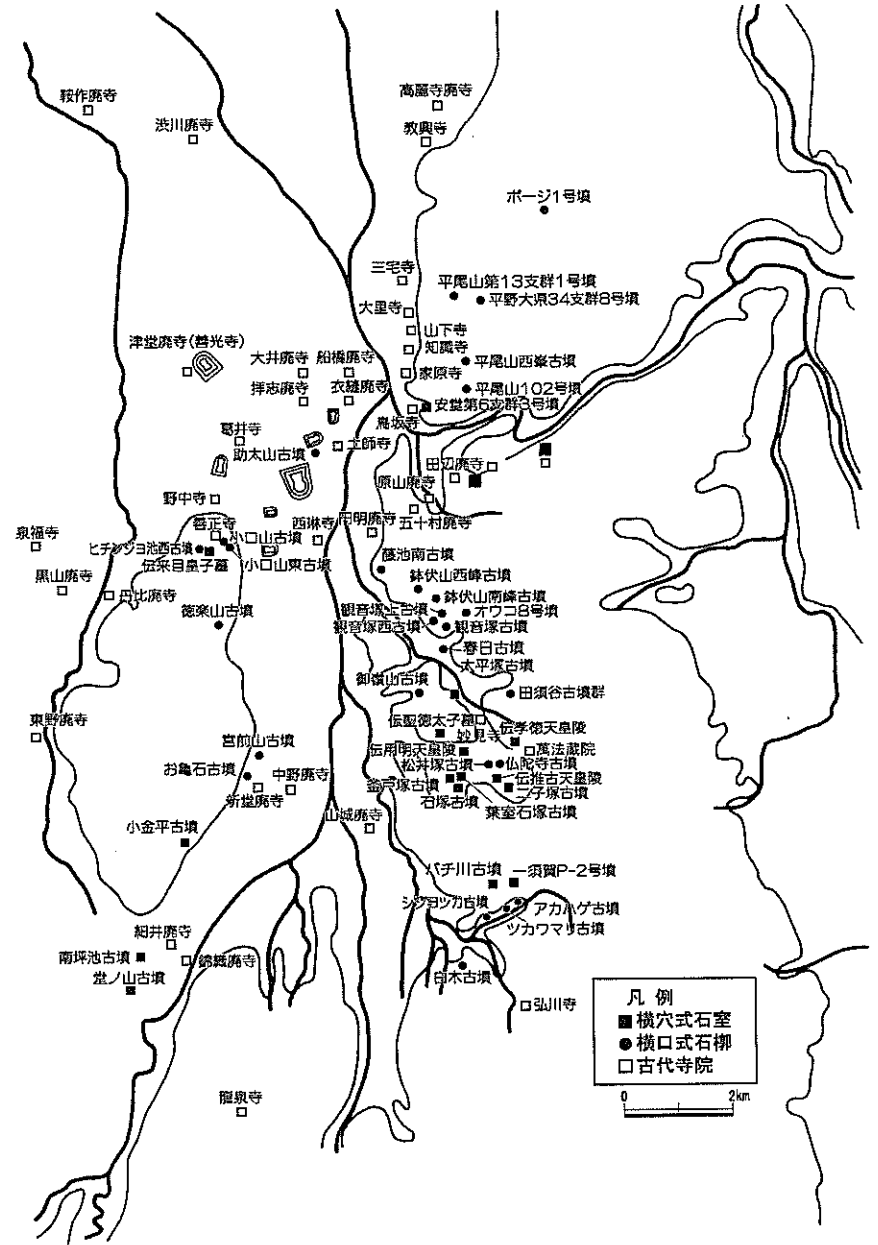 鞍作廃寺
高麗寺廃寺
渋川廃寺
教興寺
ボージ1号墳
三宅寺
平尾山第13支群1号墳
平野大県34支群8号墳
大里寺
山下寺
津堂廃寺(善光寺)
大井廃寺
船橋廃寺
知識寺
平尾山西峯古墳
家原寺
拝志廃寺
衣縫廃寺
平尾山102号墳
安堂第6支群3号墳
鳥坂寺
葛井寺
土師寺
助太山古墳
田辺廃寺
原山廃寺
野中寺
五十村廃寺
善正寺
小口山古墳
西琳寺
円明廃寺
泉福寺
ヒチンジョ池西古墳
伝来目皇子墓
小口山東古墳
黒山廃寺
丹比廃寺
鉢伏山西峰古墳
鉢伏山南峰古墳
徳楽山古墳
観音塚上古墳
オウコ8号墳
観音塚西古墳
観音塚古墳
春日古墳
太平塚古墳
御嶺山古墳
田須谷古墳群
東野廃寺
伝聖徳太子墓
妙見寺
伝孝徳天皇陵
宮前山古墳
伝用明天皇陵
萬法蔵院
お亀石古墳
中野廃寺
松井塚古墳
仏陀寺古墳
伝推古天皇陵
釜戸塚古墳
二子塚古墳
新堂廃寺
石塚古墳
葉室石塚古墳
小金平古墳
山城廃寺
バチ川古墳
一須賀P-2号墳
シショツカ古墳
アカハゲ古墳
ツカワマリ古墳
細井廃寺
南坪池古墳
錦織廃寺
堂ノ山古墳
白木古墳
弘川寺
凡例
■横穴式石室
●横口式石槨
□古代寺院
0 2km
龍泉寺